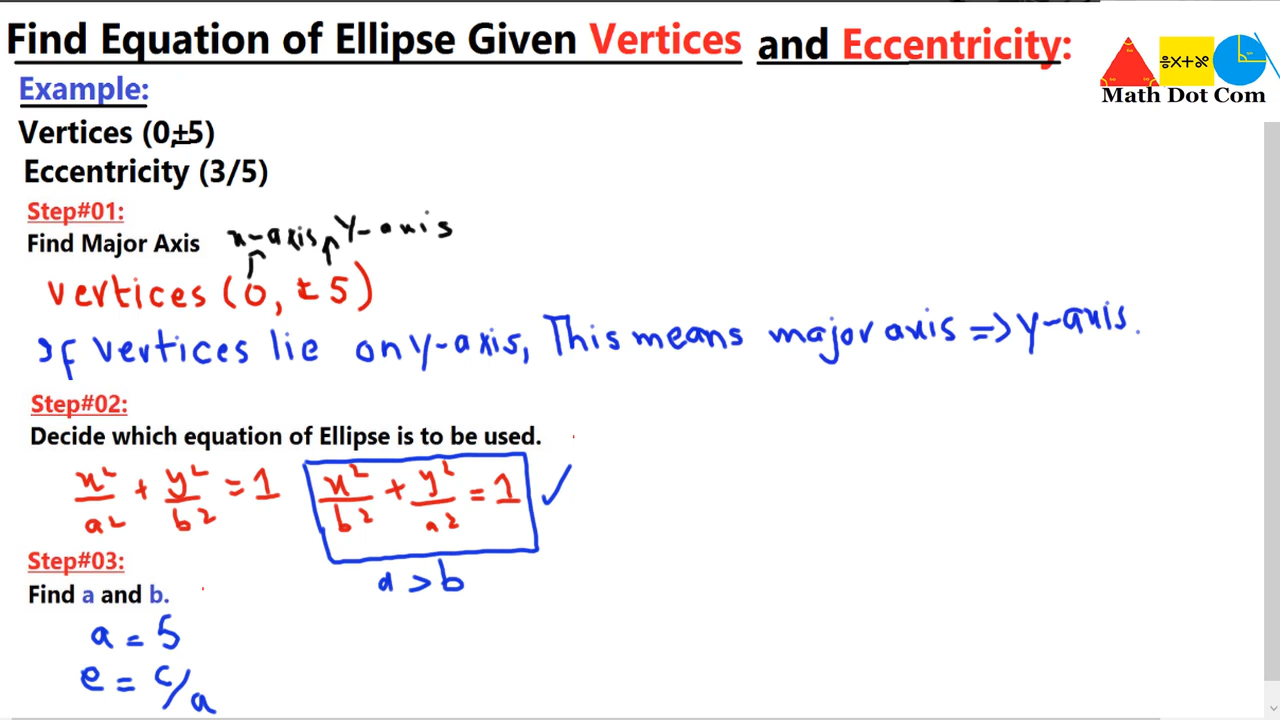 Find Equation of Ellipse Given Vertices and Eccentricity:
÷x+%
Math Dot Com
Example:
Vertices (0,±5)
Eccentricity (3/5)
Step#01:
Find Major Axis x-axis, Y-axis
Vertices (0, ±5)
If vertices lie on Y-axis, This means major axis => Y-axis.
Step#02:
Decide which equation of Ellipse is to be used.
x²/a² + y²/b² = 1 x²/b² + y²/a² = 1 ✓
a > b
Step#03:
Find a and b.
a = 5
e = c/a